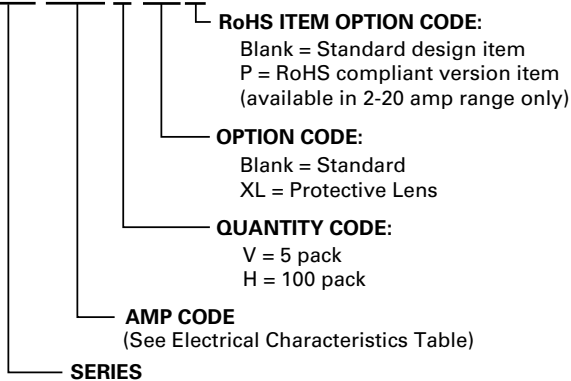 RoHS ITEM OPTION CODE:
Blank = Standard design item
P = RoHS compliant version item
(available in 2-20 amp range only)
OPTION CODE:
Blank = Standard
XL = Protective Lens
QUANTITY CODE:
V = 5 pack
H = 100 pack
AMP CODE
(See Electrical Characteristics Table)
SERIES